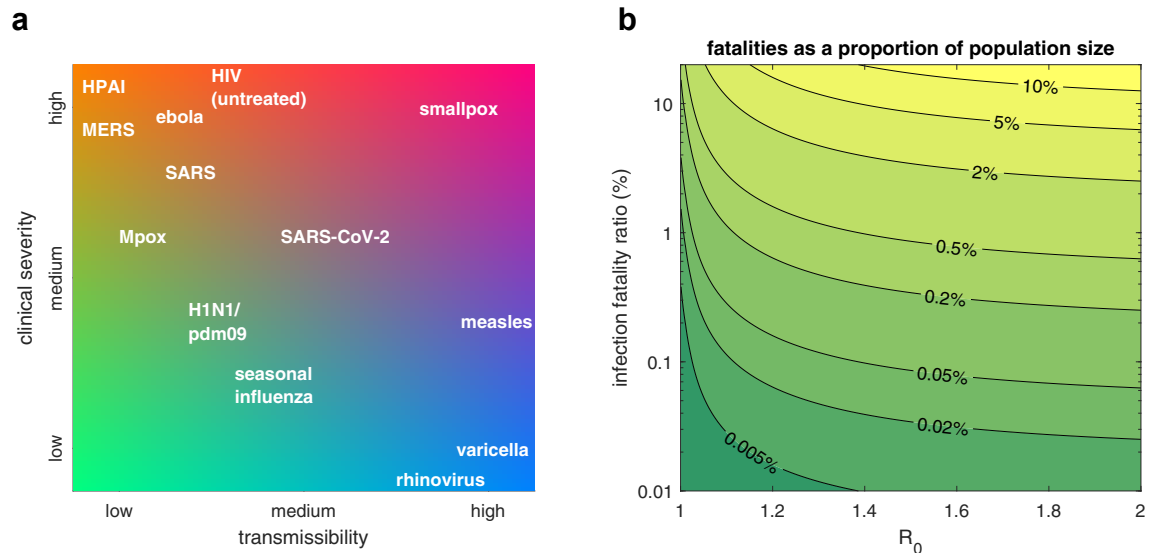 a
HPAI
HIV
(untreated)
ebola
smallpox
MERS
SARS
Mpox
SARS-CoV-2
H1N1/
pdm09
measles
seasonal
influenza
varicella
rhinovirus
high
medium
low
clinical severity
low
medium
high
transmissibility
b
fatalities as a proportion of population size
10%
5%
2%
0.5%
0.2%
0.05%
0.02%
0.005%
10
1
0.1
0.01
infection fatality ratio (%)
1
1.2
1.4
1.6
1.8
2
R0